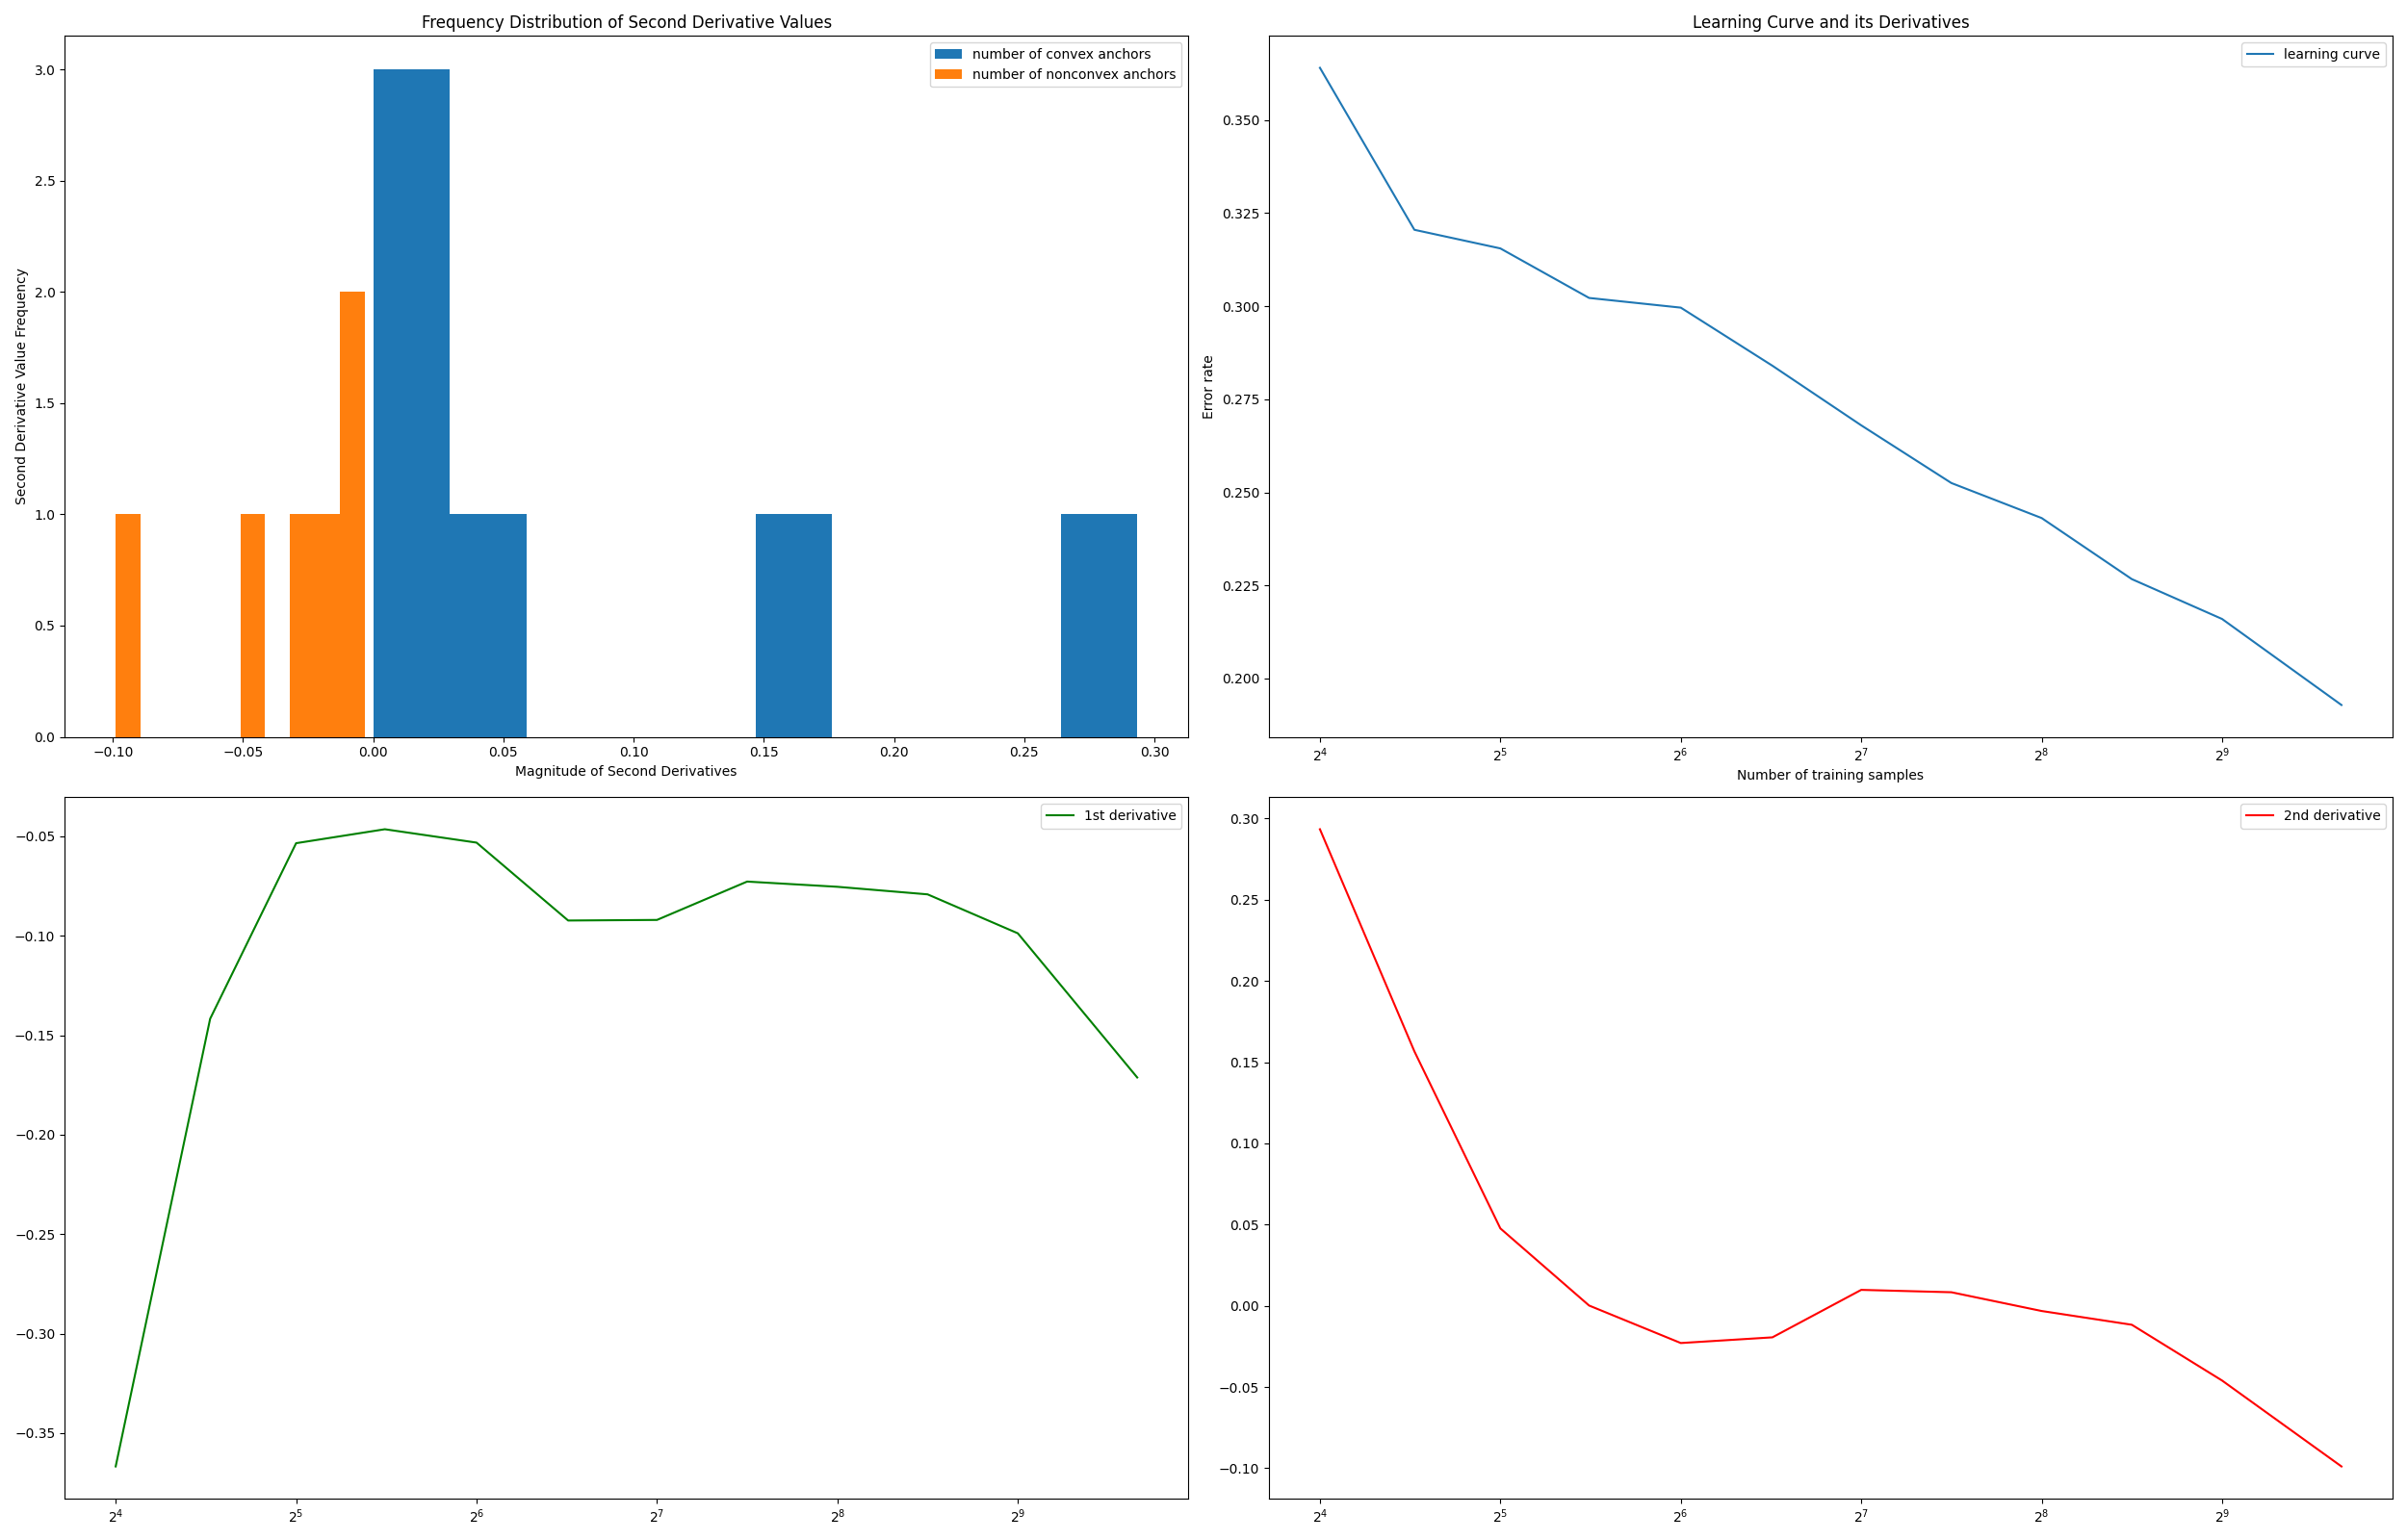 Frequency Distribution of Second Derivative Values
number of convex anchors
number of nonconvex anchors
3.0
2.5
2.0
1.5
1.0
0.5
0.0
Second Derivative Value Frequency
−0.10 −0.05 0.00 0.05 0.10 0.15 0.20 0.25 0.30
Magnitude of Second Derivatives
Learning Curve and its Derivatives
learning curve
0.350
0.325
0.300
0.275
0.250
0.225
0.200
Error rate
2⁴ 2⁵ 2⁶ 2⁷ 2⁸ 2⁹
Number of training samples
1st derivative
−0.05
−0.10
−0.15
−0.20
−0.25
−0.30
−0.35
2⁴ 2⁵ 2⁶ 2⁷ 2⁸ 2⁹
2nd derivative
0.30
0.25
0.20
0.15
0.10
0.05
0.00
−0.05
−0.10
2⁴ 2⁵ 2⁶ 2⁷ 2⁸ 2⁹